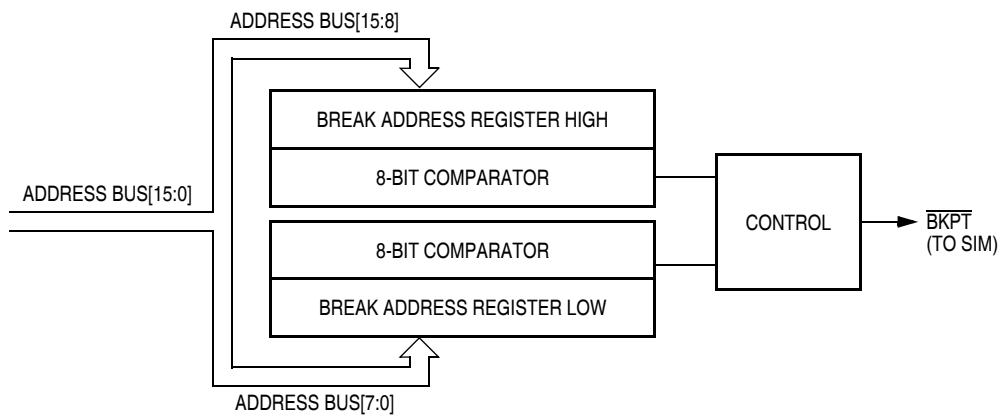 ADDRESS BUS[15:8]
BREAK ADDRESS REGISTER HIGH
8-BIT COMPARATOR
ADDRESS BUS[15:0]
CONTROL
BKPT
(TO SIM)
8-BIT COMPARATOR
BREAK ADDRESS REGISTER LOW
ADDRESS BUS[7:0]